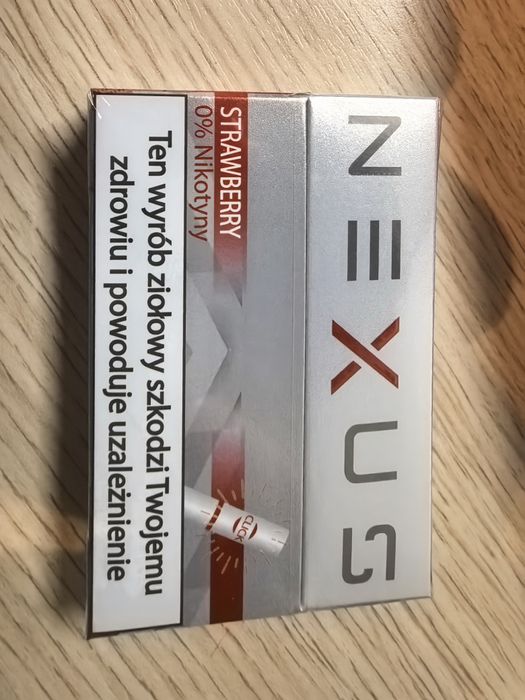 NEXUS
STRAWBERRY
0% Nikotyny
CLICK
Ten wyrób ziołowy szkodzi Twojemu
zdrowiu i powoduje uzależnienie